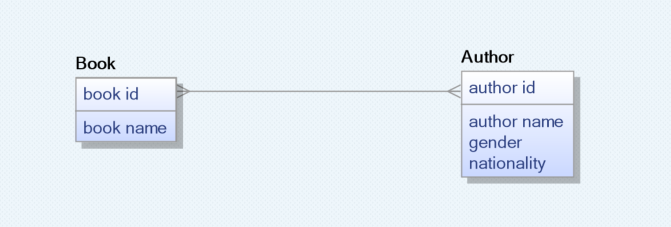 Book
book id
book name
Author
author id
author name
gender
nationality